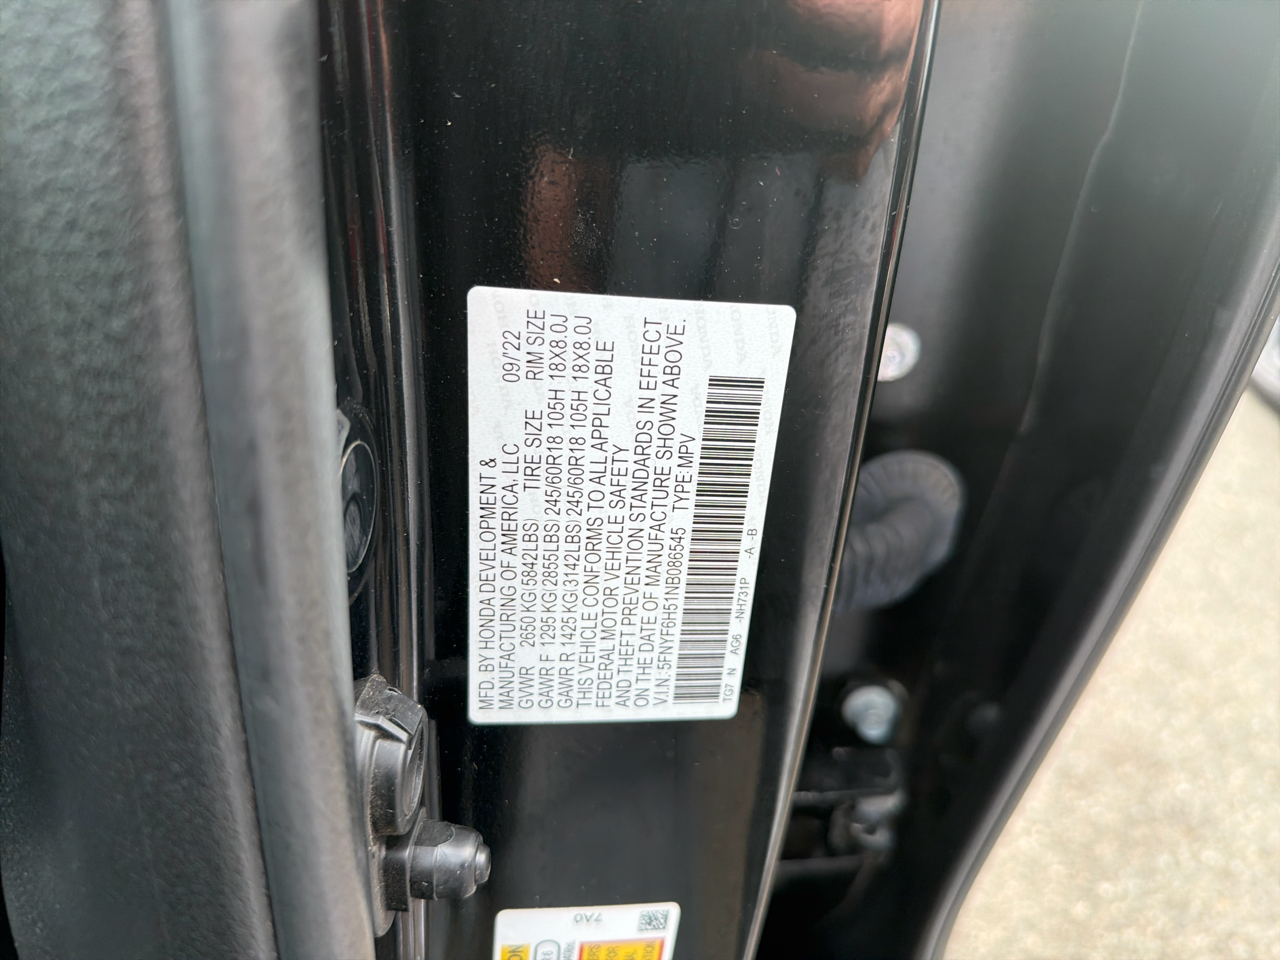 MFD. BY HONDA DEVELOPMENT &
MANUFACTURING OF AMERICA, LLC 09/'22
GVWR 2650 KG(5842LBS) TIRE SIZE RIM SIZE
GAWR F 1295 KG(2855LBS) 245/60R18 105H 18X8.0J
GAWR R 1425 KG(3142LBS) 245/60R18 105H 18X8.0J
THIS VEHICLE CONFORMS TO ALL APPLICABLE
FEDERAL MOTOR VEHICLE SAFETY
AND THEFT PREVENTION STANDARDS IN EFFECT
ON THE DATE OF MANUFACTURE SHOWN ABOVE.
V.I.N.: 5FNYF6H51NB086545 TYPE: MPV
TG7 N AG6 -NH731P -A -B
7A0